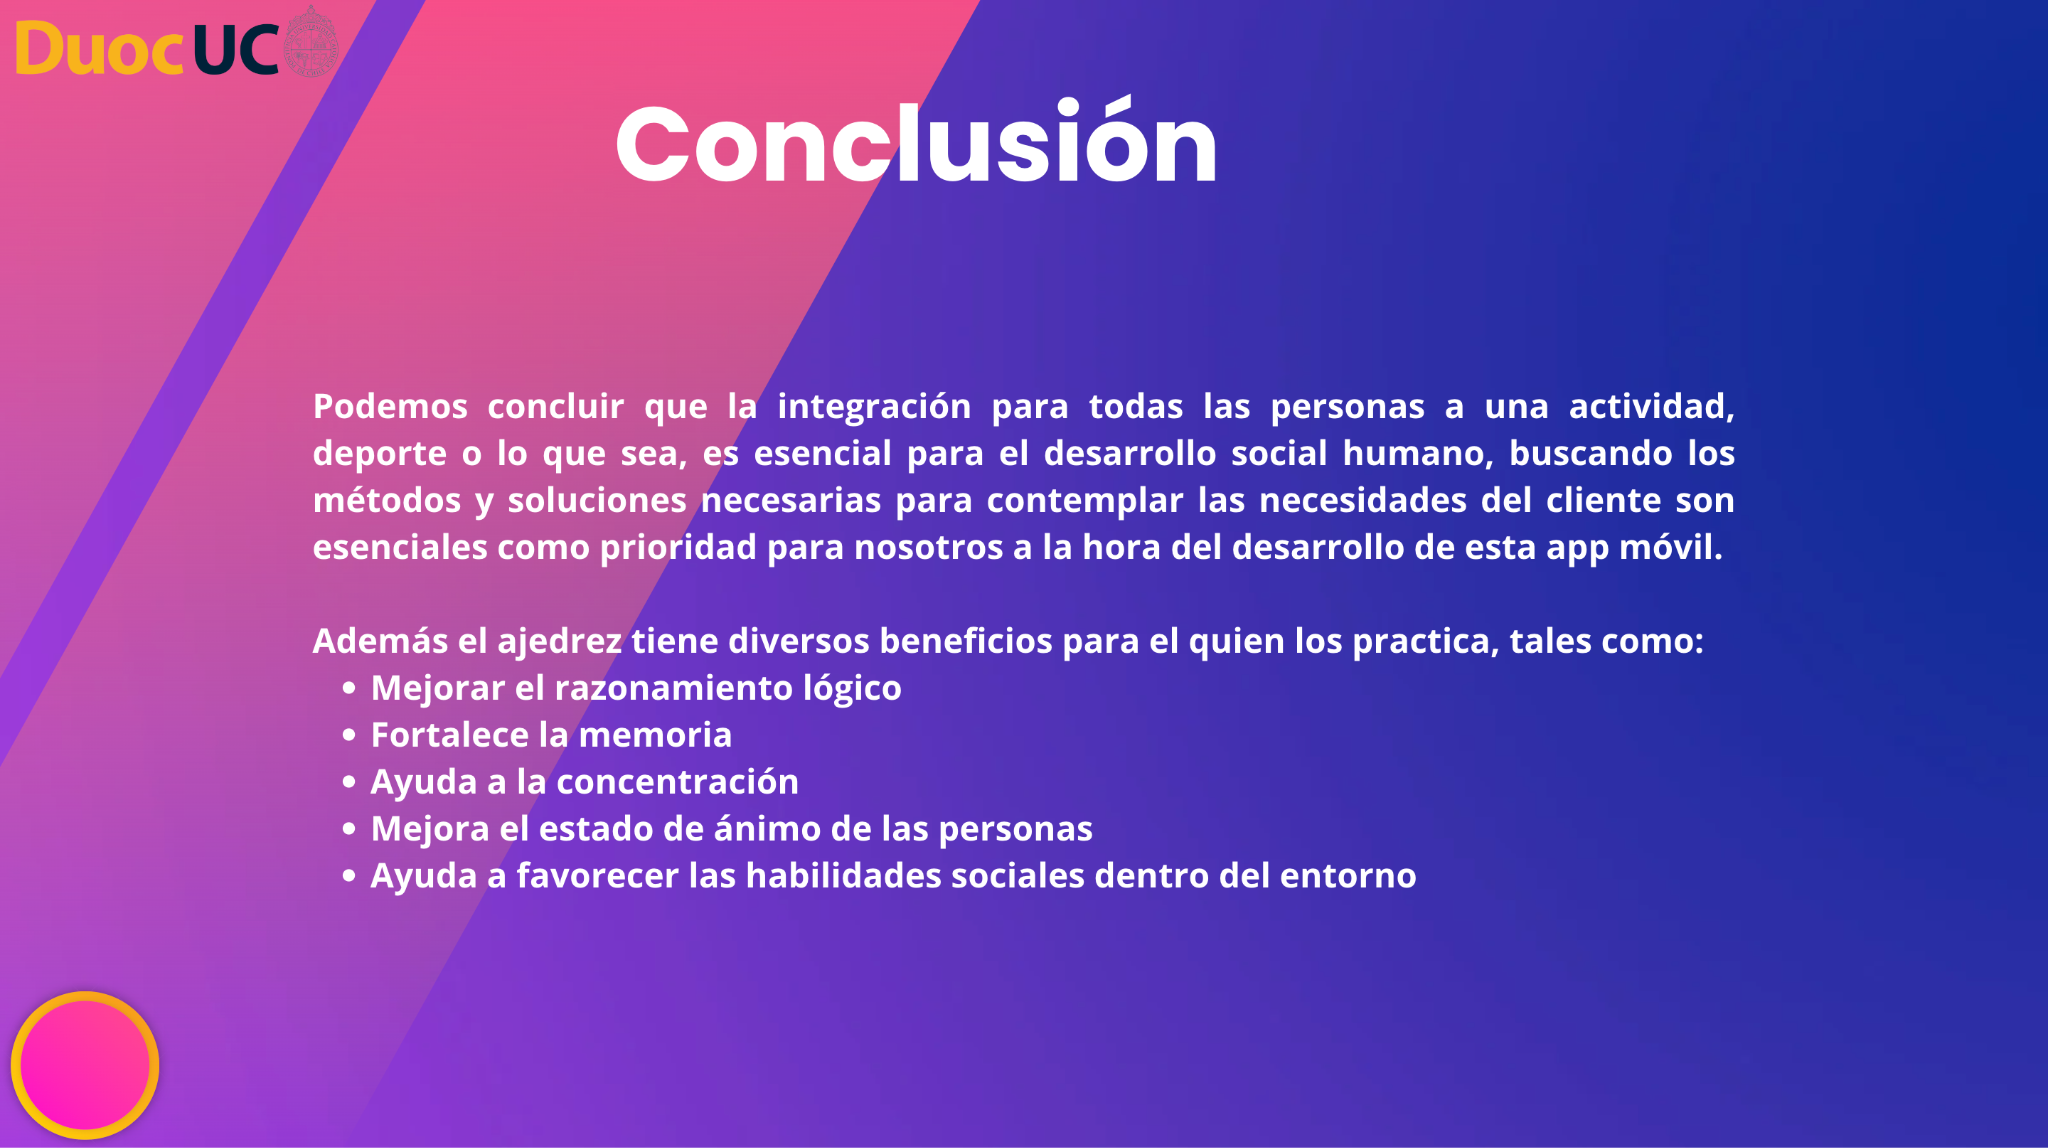 Duoc UC
Conclusión
Podemos concluir que la integración para todas las personas a una actividad,
deporte o lo que sea, es esencial para el desarrollo social humano, buscando los
métodos y soluciones necesarias para contemplar las necesidades del cliente son
esenciales como prioridad para nosotros a la hora del desarrollo de esta app móvil.
Además el ajedrez tiene diversos beneficios para el quien los practica, tales como:
• Mejorar el razonamiento lógico
• Fortalece la memoria
• Ayuda a la concentración
• Mejora el estado de ánimo de las personas
• Ayuda a favorecer las habilidades sociales dentro del entorno